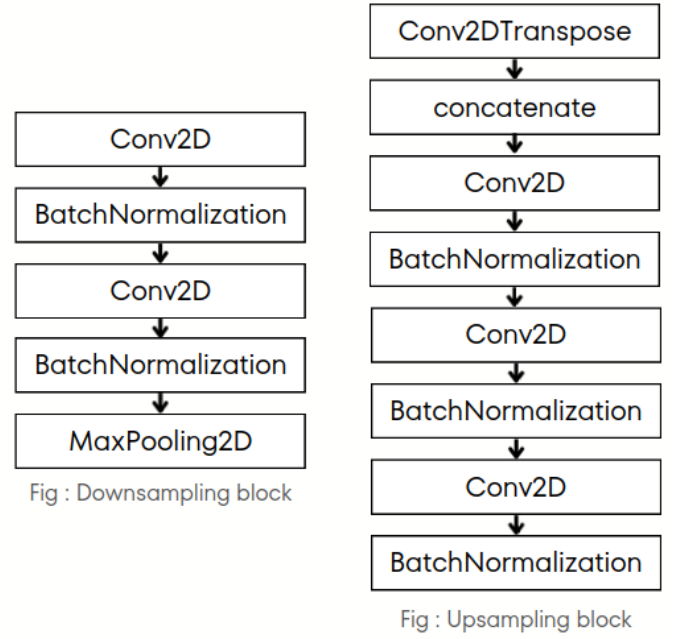 Conv2D
BatchNormalization
Conv2D
BatchNormalization
MaxPooling2D
Fig : Downsampling block
Conv2DTranspose
concatenate
Conv2D
BatchNormalization
Conv2D
BatchNormalization
Conv2D
BatchNormalization
Fig : Upsampling block